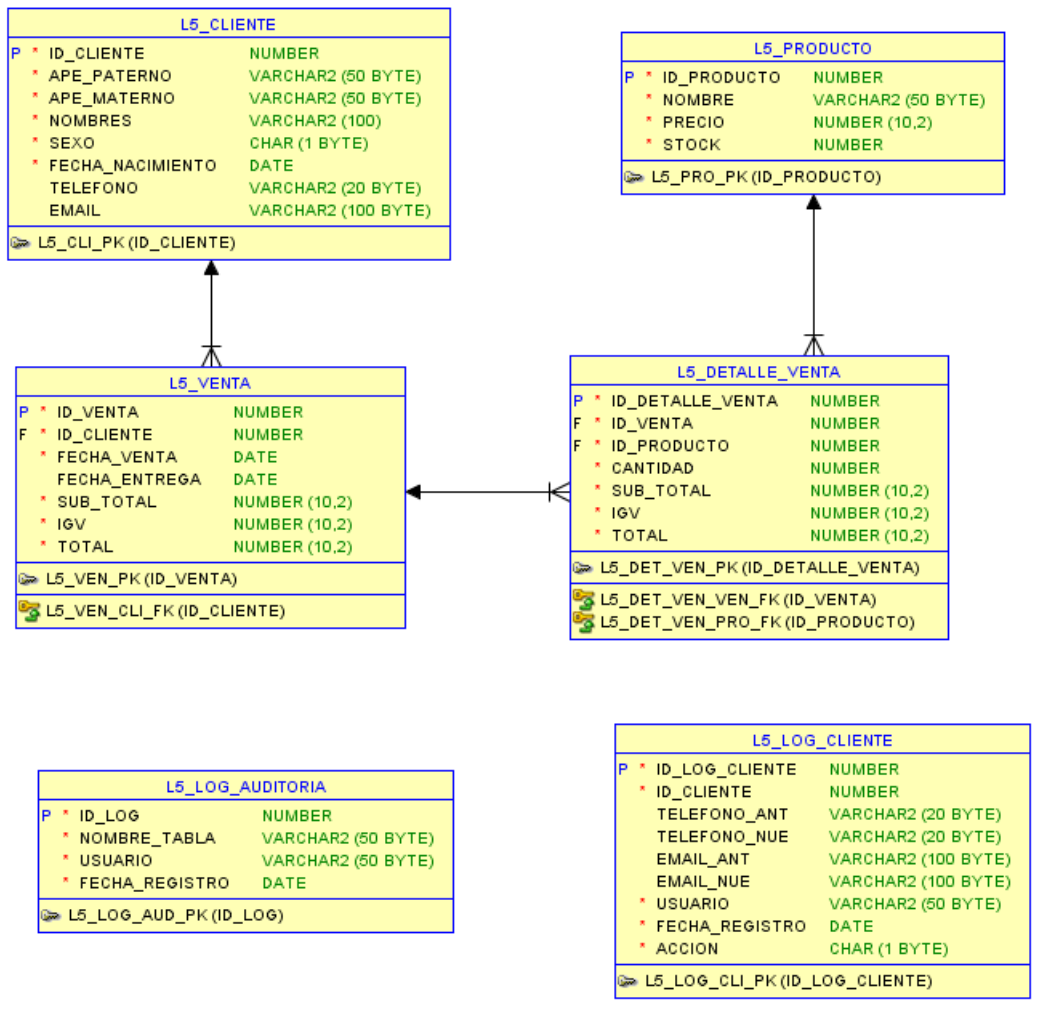 L5_CLIENTE
P * ID_CLIENTE NUMBER
* APE_PATERNO VARCHAR2 (50 BYTE)
* APE_MATERNO VARCHAR2 (50 BYTE)
* NOMBRES VARCHAR2 (100)
* SEXO CHAR (1 BYTE)
* FECHA_NACIMIENTO DATE
TELEFONO VARCHAR2 (20 BYTE)
EMAIL VARCHAR2 (100 BYTE)
L5_CLI_PK (ID_CLIENTE)
L5_PRODUCTO
P * ID_PRODUCTO NUMBER
* NOMBRE VARCHAR2 (50 BYTE)
* PRECIO NUMBER (10,2)
* STOCK NUMBER
L5_PRO_PK (ID_PRODUCTO)
L5_VENTA
P * ID_VENTA NUMBER
F * ID_CLIENTE NUMBER
* FECHA_VENTA DATE
FECHA_ENTREGA DATE
* SUB_TOTAL NUMBER (10,2)
* IGV NUMBER (10,2)
* TOTAL NUMBER (10,2)
L5_VEN_PK (ID_VENTA)
L5_VEN_CLI_FK (ID_CLIENTE)
L5_DETALLE_VENTA
P * ID_DETALLE_VENTA NUMBER
F * ID_VENTA NUMBER
F * ID_PRODUCTO NUMBER
* CANTIDAD NUMBER
* SUB_TOTAL NUMBER (10,2)
* IGV NUMBER (10,2)
* TOTAL NUMBER (10,2)
L5_DET_VEN_PK (ID_DETALLE_VENTA)
L5_DET_VEN_VEN_FK (ID_VENTA)
L5_DET_VEN_PRO_FK (ID_PRODUCTO)
L5_LOG_AUDITORIA
P * ID_LOG NUMBER
* NOMBRE_TABLA VARCHAR2 (50 BYTE)
* USUARIO VARCHAR2 (50 BYTE)
* FECHA_REGISTRO DATE
L5_LOG_AUD_PK (ID_LOG)
L5_LOG_CLIENTE
P * ID_LOG_CLIENTE NUMBER
* ID_CLIENTE NUMBER
TELEFONO_ANT VARCHAR2 (20 BYTE)
TELEFONO_NUE VARCHAR2 (20 BYTE)
EMAIL_ANT VARCHAR2 (100 BYTE)
EMAIL_NUE VARCHAR2 (100 BYTE)
* USUARIO VARCHAR2 (50 BYTE)
* FECHA_REGISTRO DATE
* ACCION CHAR (1 BYTE)
L5_LOG_CLI_PK (ID_LOG_CLIENTE)